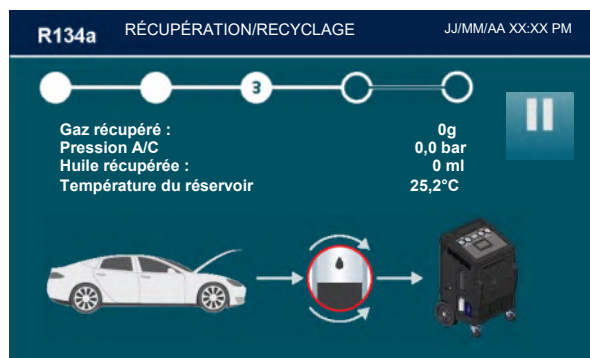 R134a RÉCUPÉRATION/RECYCLAGE JJ/MM/AA XX:XX PM
3
Gaz récupéré : 0g
Pression A/C 0,0 bar
Huile récupérée : 0 ml
Température du réservoir 25,2°C